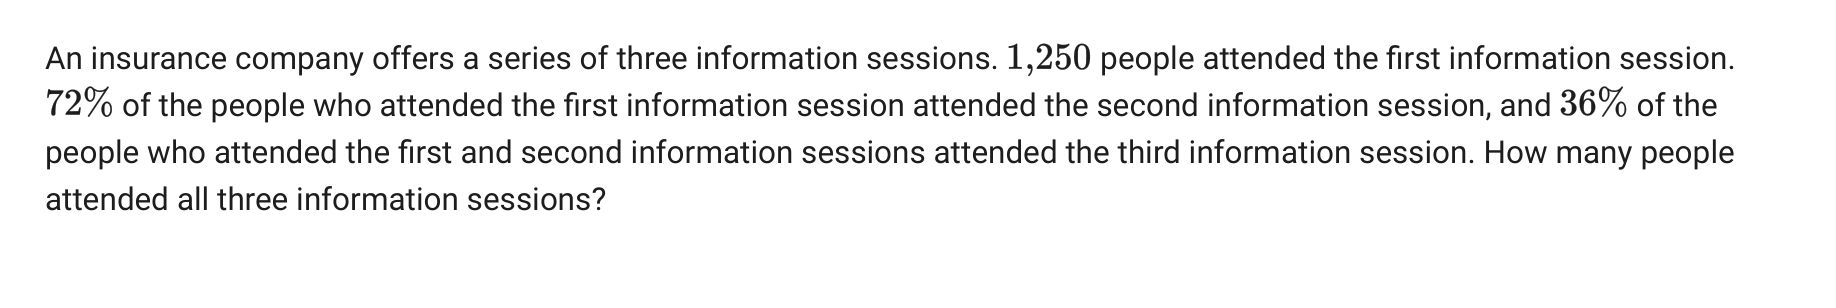 An insurance company offers a series of three information sessions. 1,250 people attended the first information session.
72% of the people who attended the first information session attended the second information session, and 36% of the
people who attended the first and second information sessions attended the third information session. How many people
attended all three information sessions?